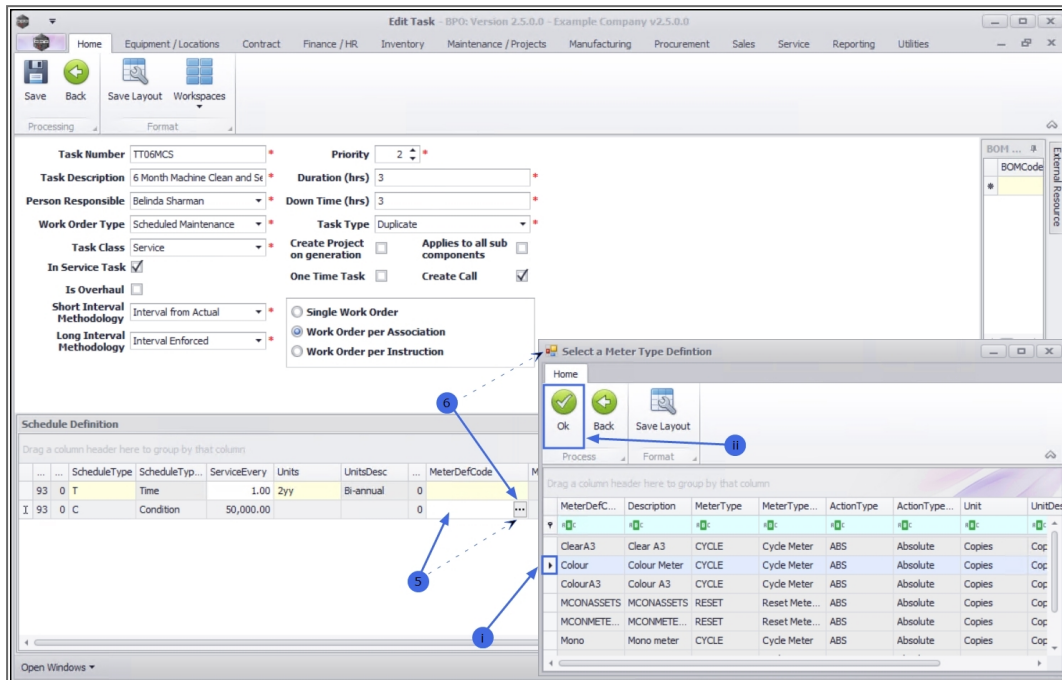 Edit Task - BPO: Version 2.5.0.0 - Example Company v2.5.0.0
Home Equipment / Locations Contract Finance / HR Inventory Maintenance / Projects Manufacturing Procurement Sales Service Reporting Utilities
Save Back Save Layout Workspaces
Processing Format
Task Number TT06MCS * Priority 2 *
Task Description 6 Month Machine Clean and Se * Duration (hrs) 3 *
Person Responsible Belinda Sharman * Down Time (hrs) 3 *
Work Order Type Scheduled Maintenance * Task Type Duplicate *
Task Class Service * Create Project on generation Applies to all sub components
In Service Task One Time Task Create Call
Is Overhaul
Short Interval Methodology Interval from Actual * Single Work Order
Long Interval Methodology Interval Enforced * Work Order per Association
Work Order per Instruction
BOM ...
BOMCode
External Resource
Schedule Definition
Drag a column header here to group by that column
... ... ScheduleType ScheduleTyp... ServiceEvery Units UnitsDesc ... MeterDefCode M
93 0 T Time 1.00 2yy Bi-annual 0
93 0 C Condition 50,000.00 0 ...
6
5
i
ii
Select a Meter Type Defintion
Home
Ok Back Save Layout
Process Format
Drag a column header here to group by that column
MeterDefC... Description MeterType MeterType... ActionType ActionType... Unit UnitDes
ClearA3 Clear A3 CYCLE Cycle Meter ABS Absolute Copies Cop
Colour Colour Meter CYCLE Cycle Meter ABS Absolute Copies Cop
ColourA3 Colour A3 CYCLE Cycle Meter ABS Absolute Copies Cop
MCONASSETS MCONASSETS RESET Reset Mete... ABS Absolute Copies Cop
MCONMETE... MCONMETE... RESET Reset Mete... ABS Absolute Copies Cop
Mono Mono meter CYCLE Cycle Meter ABS Absolute Copies Cop
Open Windows